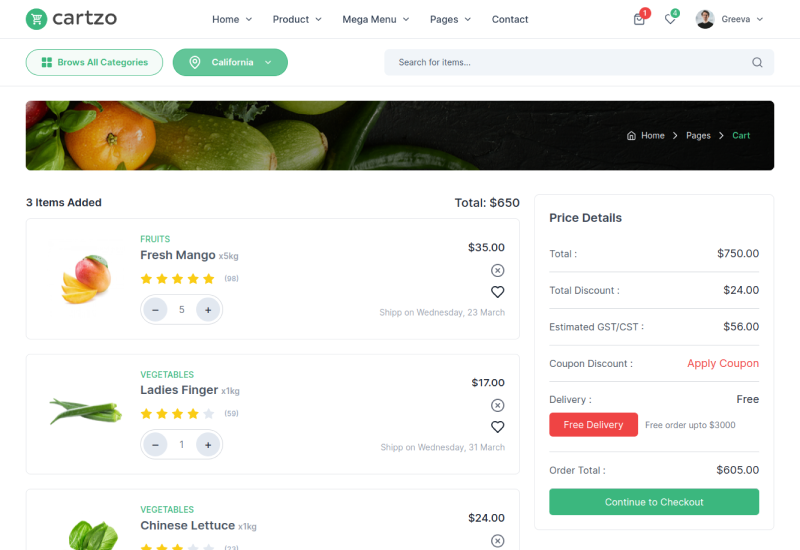 cartzo
Home Product Mega Menu Pages Contact
1
4
Greeva
Brows All Categories
California
Search for items...
Home > Pages > Cart
3 Items Added
Total: $650
FRUITS
Fresh Mango x5kg
$35.00
(98)
− 5 +
Shipp on Wednesday, 23 March
VEGETABLES
Ladies Finger x1kg
$17.00
(59)
− 1 +
Shipp on Wednesday, 31 March
VEGETABLES
Chinese Lettuce x1kg
$24.00
Price Details
Total : $750.00
Total Discount : $24.00
Estimated GST/CST : $56.00
Coupon Discount : Apply Coupon
Delivery : Free
Free Delivery Free order upto $3000
Order Total : $605.00
Continue to Checkout